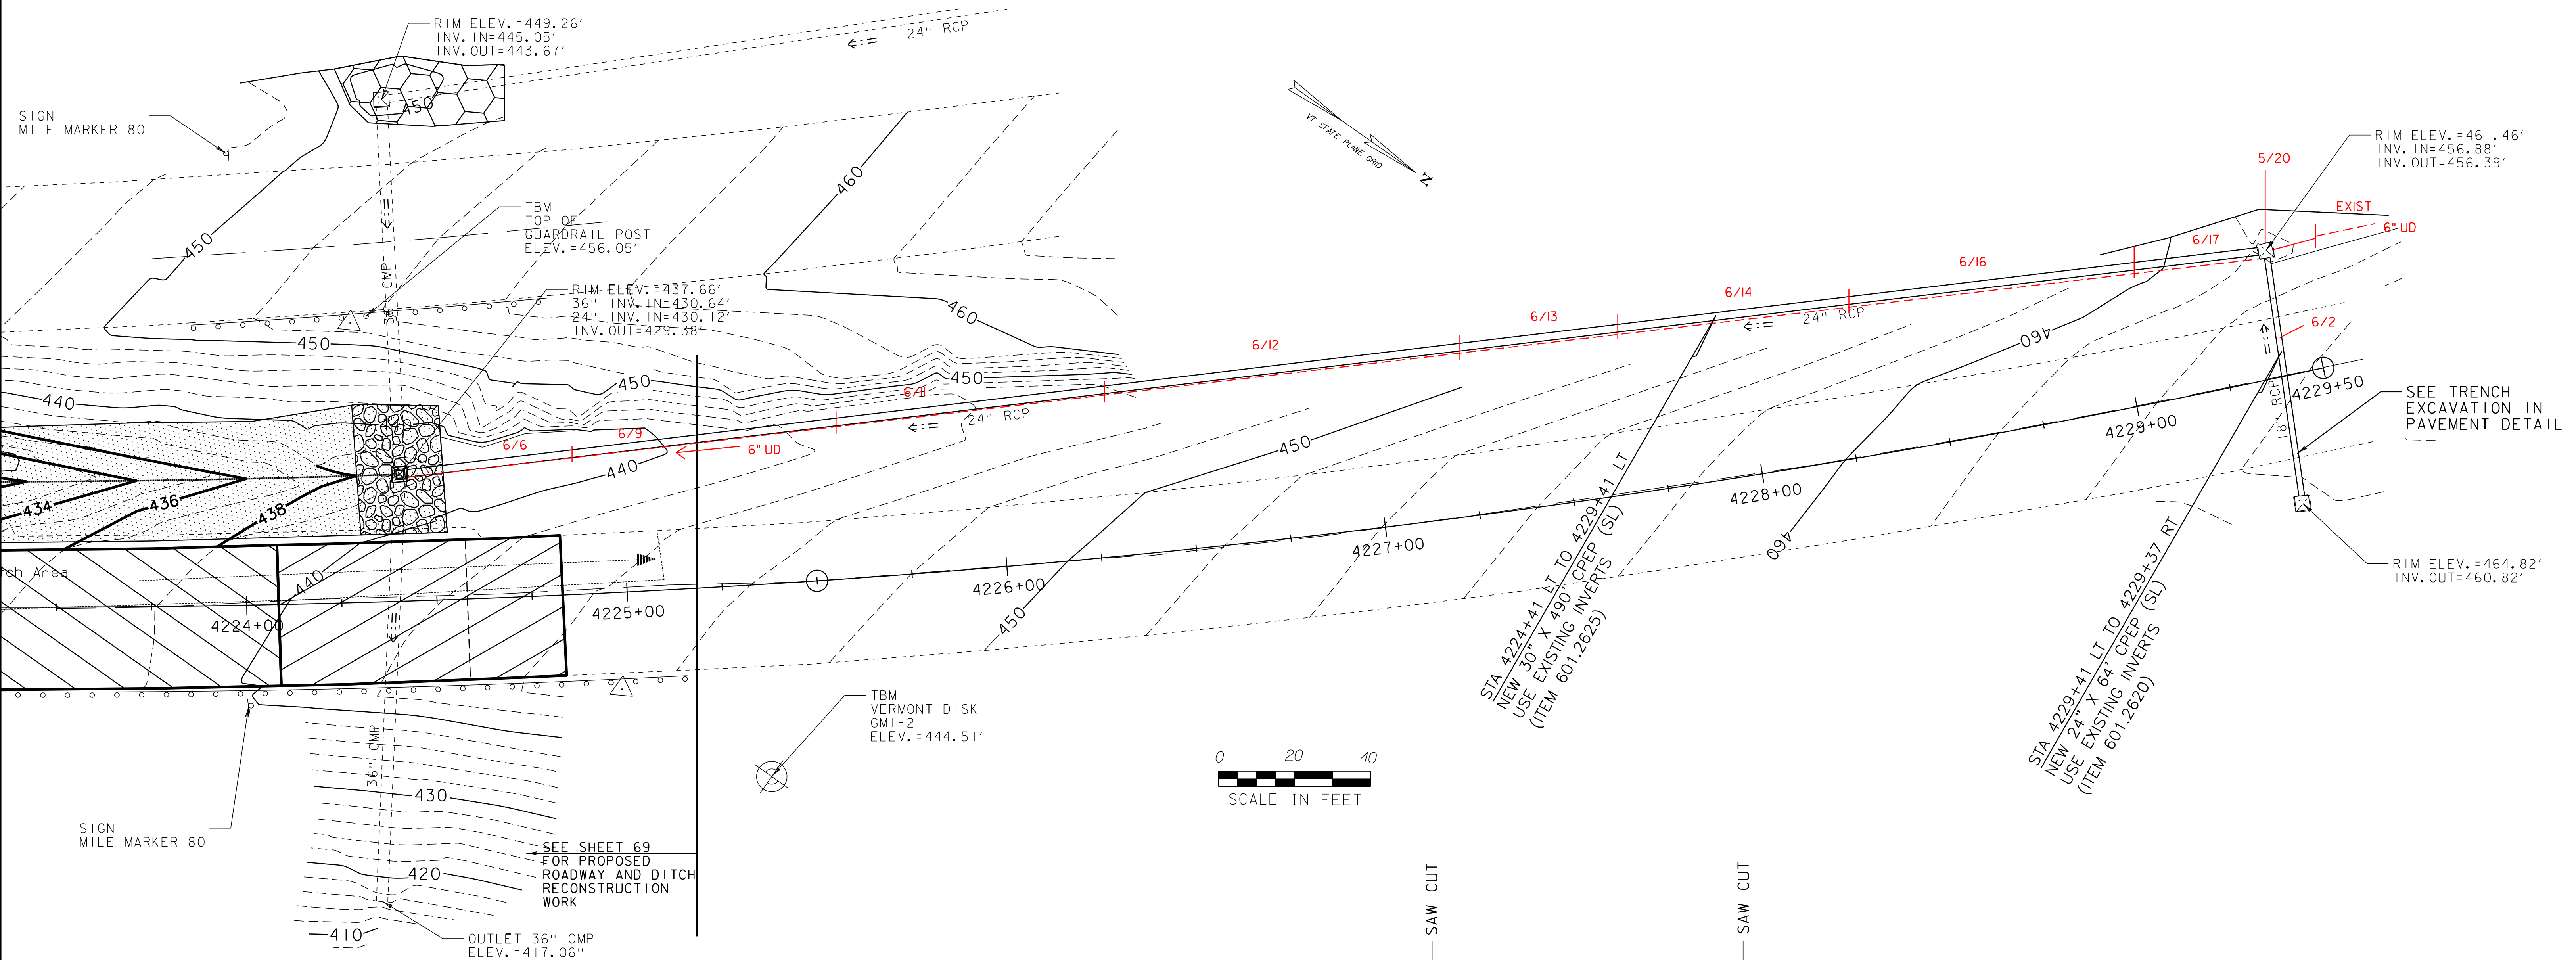 RIM ELEV.=449.26'
INV. IN=445.05'
INV. OUT=443.67'
24" RCP
SIGN
MILE MARKER 80
450
VT STATE PLANE GRID
N
460
RIM ELEV.=461.46'
INV. IN=456.88'
INV. OUT=456.39'
5/20
EXIST
6" UD
6/17
450
TBM
TOP OF
GUARDRAIL POST
ELEV.=456.05'
36" CMP
RIM ELEV.=437.66'
36" INV. IN=430.64'
24" INV. IN=430.12'
INV. OUT=429.38'
460
6/16
6/14
6/13
6/12
24" RCP
6/2
460
450
450
450
440
6/11
24" RCP
6/9
6/6
6" UD
440
450
18" RCP
4229+50
4229+00
4228+00
4227+00
4226+00
4225+00
4224+00
SEE TRENCH
EXCAVATION IN
PAVEMENT DETAIL
434
436
438
440
ch Area
450
460
STA 4224+41 LT TO 4229+41 LT
NEW 30" X 490' CPEP (SL)
USE EXISTING INVERTS
(ITEM 601.2625)
STA 4229+41 LT TO 4229+37 RT
NEW 24" X 64' CPEP (SL)
USE EXISTING INVERTS
(ITEM 601.2620)
RIM ELEV.=464.82'
INV. OUT=460.82'
TBM
VERMONT DISK
GMI-2
ELEV.=444.51'
0 20 40
SCALE IN FEET
36" CMP
430
420
410
SIGN
MILE MARKER 80
SEE SHEET 69
FOR PROPOSED
ROADWAY AND DITCH
RECONSTRUCTION
WORK
OUTLET 36" CMP
ELEV.=417.06"
SAW CUT
SAW CUT